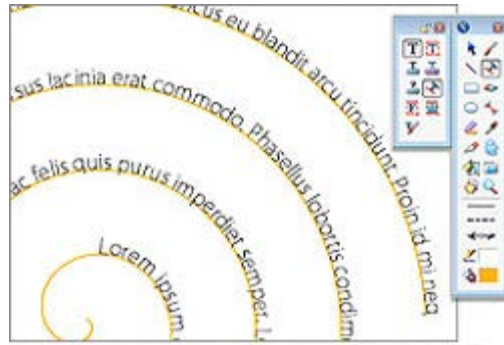 Lorem ipsum
ac felis quis purus imperdiet semper.
sus lacinia erat commodo. Phasellus lobortis condim
cus eu blandit arcu tincidunt. Proin id mi neq